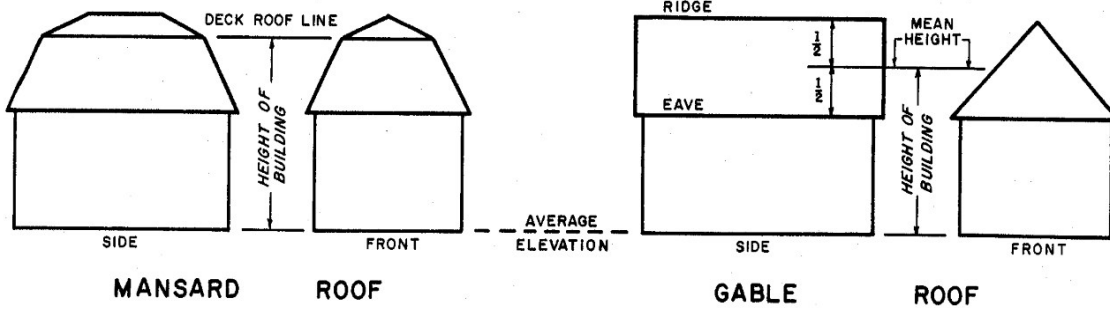 DECK ROOF LINE
HEIGHT OF
BUILDING
SIDE
FRONT
MANSARD ROOF
AVERAGE
ELEVATION
RIDGE
1/2
1/2
EAVE
MEAN
HEIGHT
HEIGHT OF
BUILDING
SIDE
FRONT
GABLE ROOF